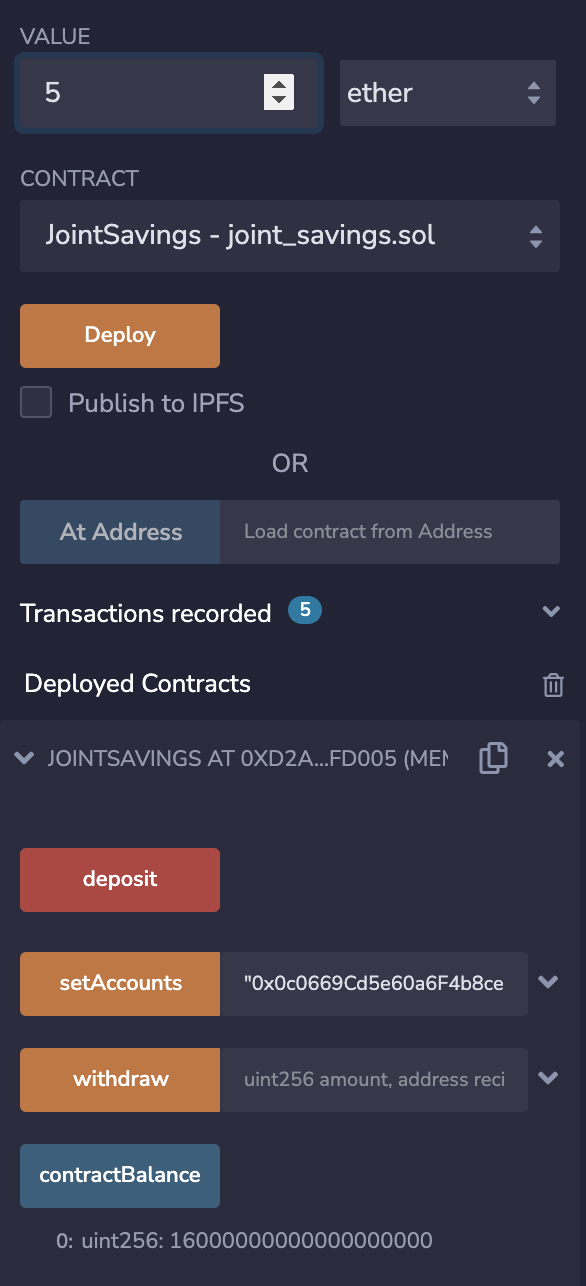 VALUE
5 ether
CONTRACT
JointSavings - joint_savings.sol
Deploy
Publish to IPFS
OR
At Address Load contract from Address
Transactions recorded 5
Deployed Contracts
JOINTSAVINGS AT 0XD2A...FD005 (MEM
deposit
setAccounts "0x0c0669Cd5e60a6F4b8ce
withdraw uint256 amount, address reci
contractBalance
0: uint256: 16000000000000000000